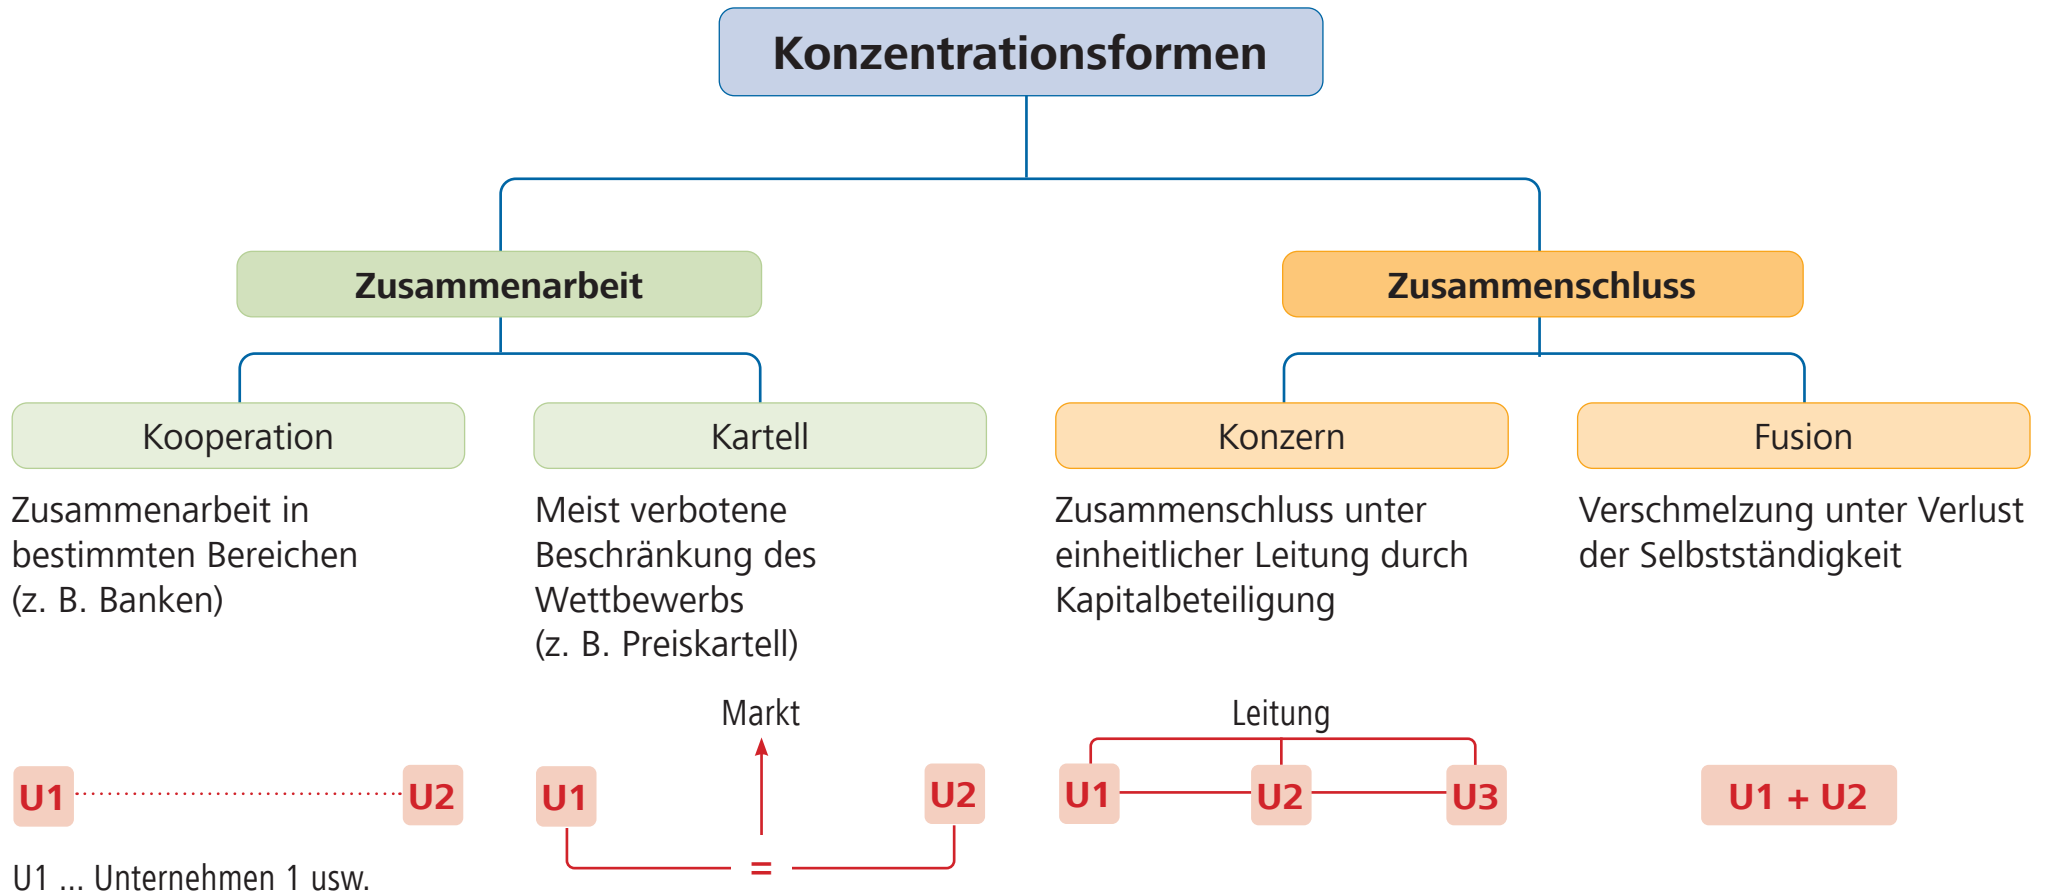 Konzentrationsformen
Zusammenarbeit
Zusammenschluss
Kooperation
Kartell
Konzern
Fusion
Zusammenarbeit in
bestimmten Bereichen
(z. B. Banken)
Meist verbotene
Beschränkung des
Wettbewerbs
(z. B. Preiskartell)
Zusammenschluss unter
einheitlicher Leitung durch
Kapitalbeteiligung
Verschmelzung unter Verlust
der Selbstständigkeit
Markt
Leitung
U1
U2
U1
U2
=
U1
U2
U3
U1 + U2
U1 ... Unternehmen 1 usw.